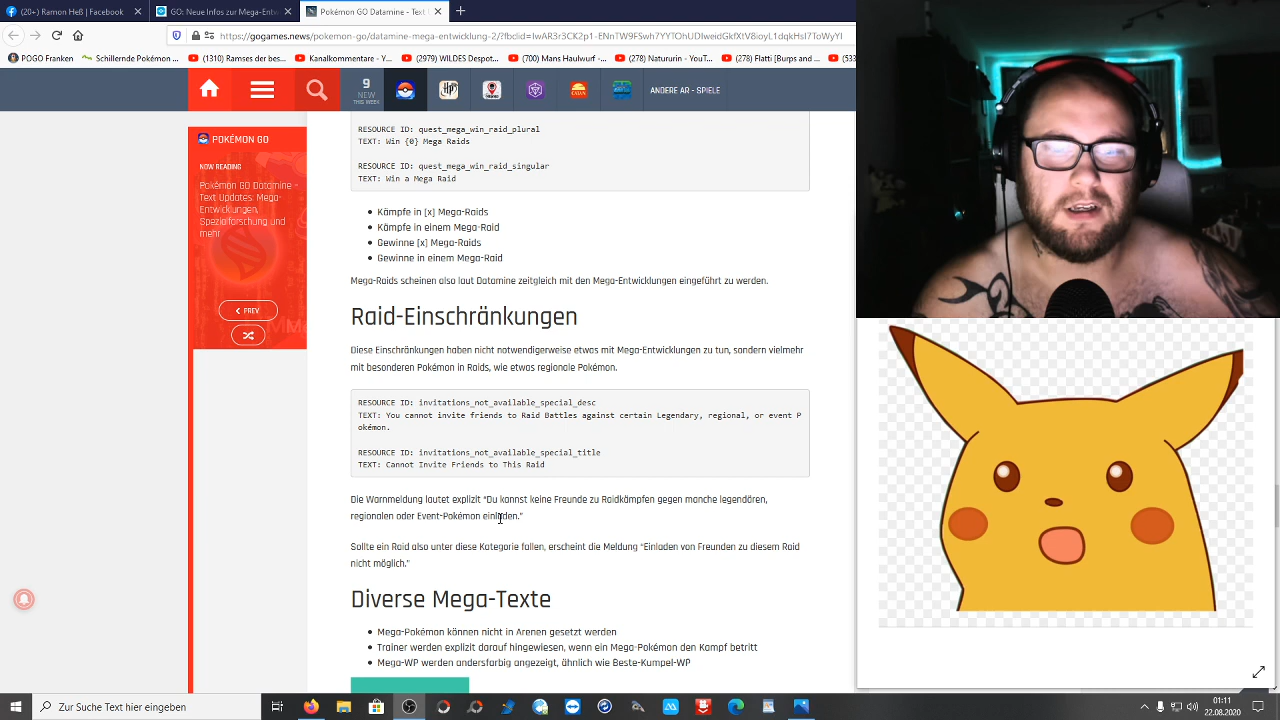 (20+) Ramon Heß | Facebook
GO: Neue Infos zur Mega-Entw
Pokémon GO Datamine - Text
https://gogames.news/pokemon-go/datamine-mega-entwicklung-2/?fbclid=IwAR3r3CK2p1-ENnTW9FSwh7YYTOhUDIweidGkfXtV8ioyL1dqkHsI7ToWyYI
POGO Franken
Schillernde Pokémon ...
(1310) Ramses der bes...
Kanalkommentare - Y...
(2979) WILDES Despot...
(700) Mans Haulwurf - ...
(278) Natururin - YouT...
(278) Flatti [Burps and ...
(533
9
NEW
THIS WEEK
ANDERE AR - SPIELE
POKÉMON GO
NOW READING
Pokémon GO Datamine –
Text Updates: Mega-
Entwicklungen,
Spezialforschung und
mehr
PREV
RESOURCE ID: quest_mega_win_raid_plural
TEXT: Win {0} Mega Raids
RESOURCE ID: quest_mega_win_raid_singular
TEXT: Win a Mega Raid
Kämpfe in (x) Mega-Raids
Kämpfe in einem Mega-Raid
Gewinne (x) Mega-Raids
Gewinne in einem Mega-Raid
Mega-Raids scheinen also laut Datamine zeitgleich mit den Mega-Entwicklungen eingeführt zu werden.
Raid-Einschränkungen
Diese Einschränkungen haben nicht notwendigerweise etwas mit Mega-Entwicklungen zu tun, sondern vielmehr
mit besonderen Pokémon in Raids, wie etwas regionale Pokémon.
RESOURCE ID: invitations_not_available_special_desc
TEXT: You cannot invite friends to Raid Battles against certain Legendary, regional, or event P
okémon.
RESOURCE ID: invitations_not_available_special_title
TEXT: Cannot Invite Friends to This Raid
Die Warnmeldung lautet explizit “Du kannst keine Freunde zu Raidkämpfen gegen manche legendären,
regionalen oder Event-Pokémon einladen.”
Sollte ein Raid also unter diese Kategorie fallen, erscheint die Meldung “Einladen von Freunden zu diesem Raid
nicht möglich.”
Diverse Mega-Texte
Mega-Pokémon können nicht in Arenen gesetzt werden
Trainer werden explizit darauf hingewiesen, wenn ein Mega-Pokémon den Kampf betritt
Mega-WP werden andersfarbig angezeigt, ähnlich wie Beste-Kumpel-WP
Zur Suche Text hier eingeben
01:11
22.08.2020